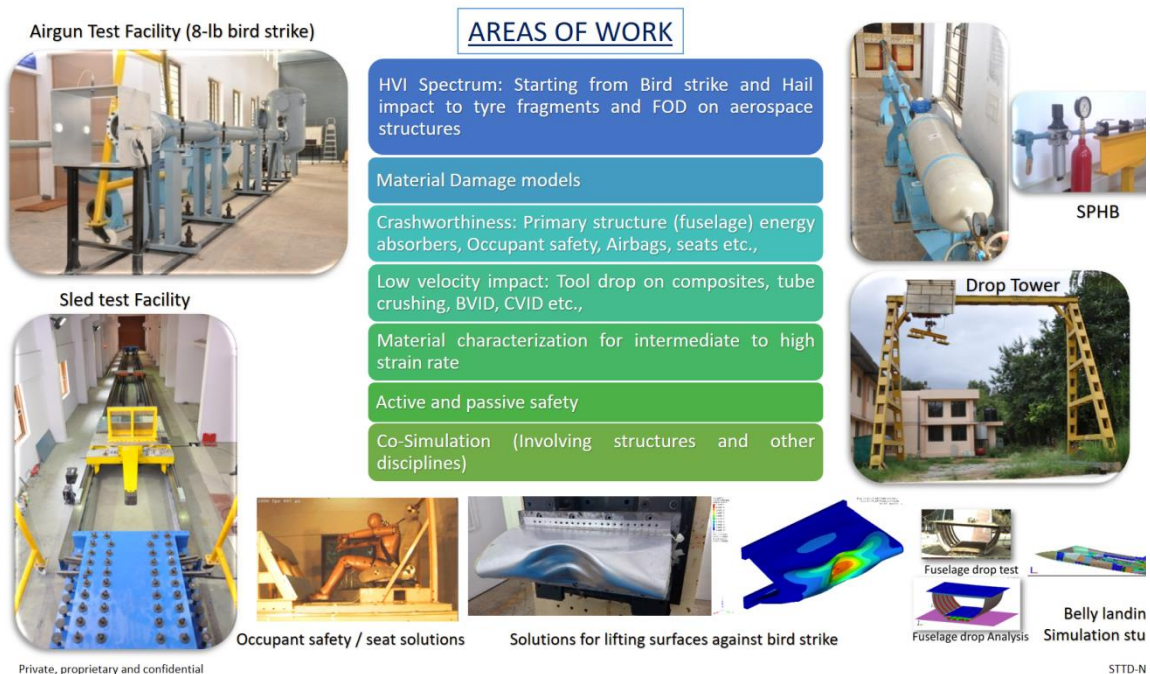 Airgun Test Facility (8-lb bird strike)
AREAS OF WORK
HVI Spectrum: Starting from Bird strike and Hail
impact to tyre fragments and FOD on aerospace
structures
Material Damage models
Crashworthiness: Primary structure (fuselage) energy
absorbers, Occupant safety, Airbags, seats etc.,
Low velocity impact: Tool drop on composites, tube
crushing, BVID, CVID etc.,
Material characterization for intermediate to high
strain rate
Active and passive safety
Co-Simulation (Involving structures and other
disciplines)
SPHB
Sled test Facility
Drop Tower
Occupant safety / seat solutions
Solutions for lifting surfaces against bird strike
Fuselage drop test
Fuselage drop Analysis
Belly landin
Simulation stu
Private, proprietary and confidential
STTD-N